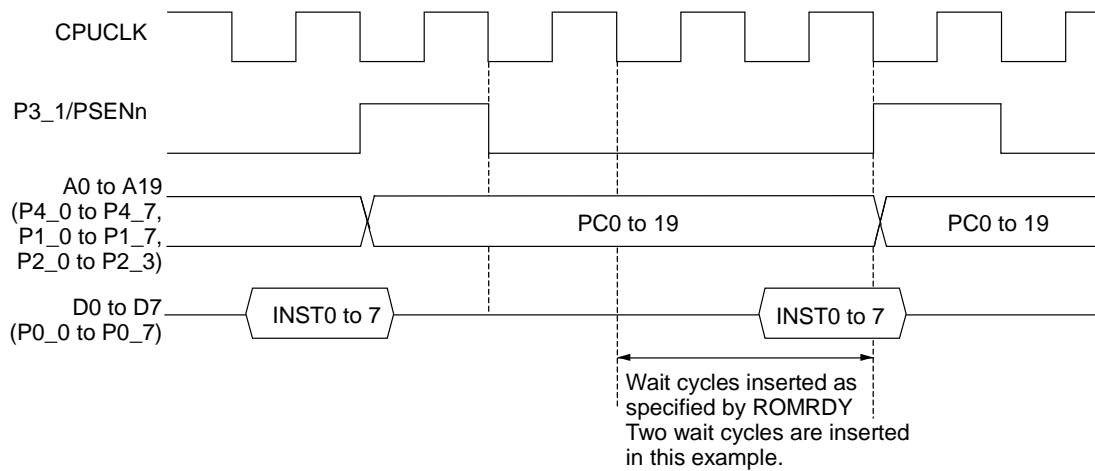 CPUCLK
P3_1/PSENn
A0 to A19
(P4_0 to P4_7,
P1_0 to P1_7,
P2_0 to P2_3)
PC0 to 19
PC0 to 19
D0 to D7
(P0_0 to P0_7)
INST0 to 7
INST0 to 7
Wait cycles inserted as
specified by ROMRDY
Two wait cycles are inserted
in this example.